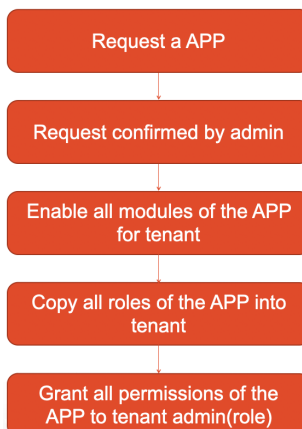 Request a APP
Request confirmed by admin
Enable all modules of the APP
for tenant
Copy all roles of the APP into
tenant
Grant all permissions of the
APP to tenant admin(role)